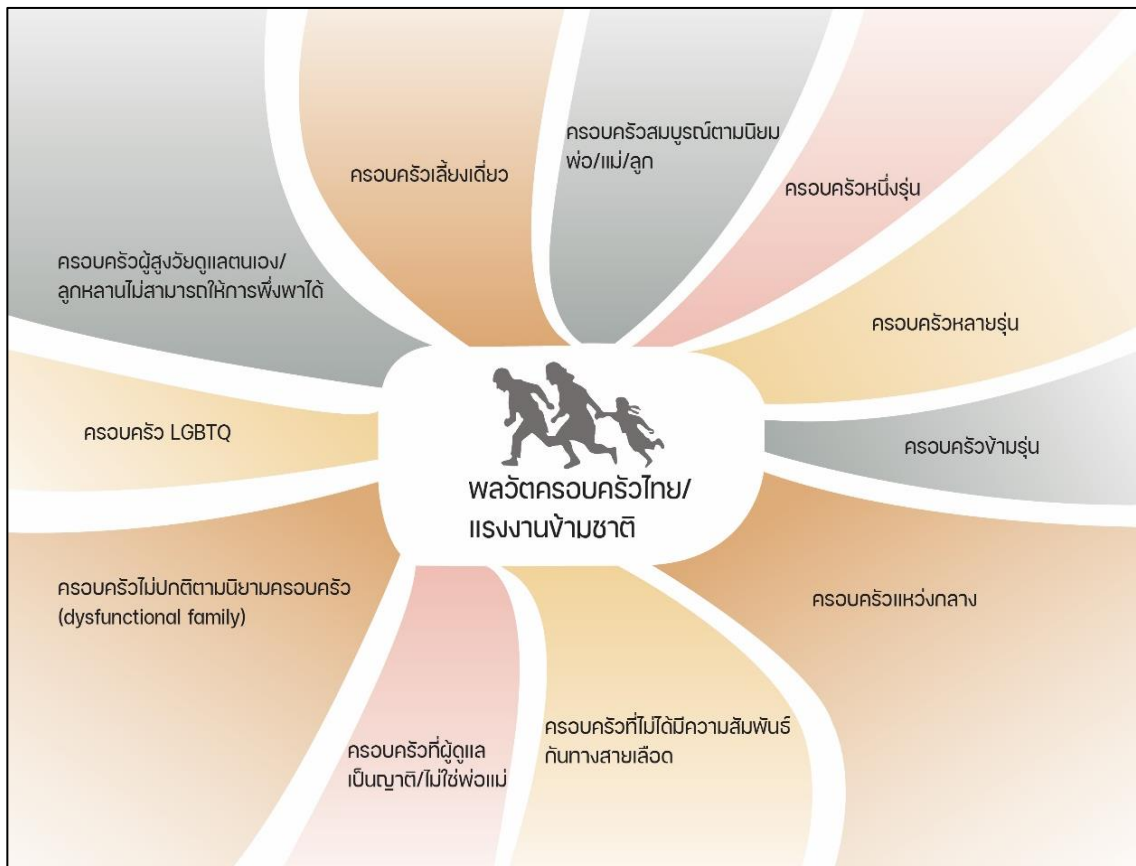 ครอบครัวสมบูรณ์ตามนิยม
พ่อ/แม่/ลูก
ครอบครัวเลี้ยงเดี่ยว
ครอบครัวหนึ่งรุ่น
ครอบครัวผู้สูงวัยดูแลตนเอง/
ลูกหลานไม่สามารถให้การพึ่งพาได้
ครอบครัวหลายรุ่น
ครอบครัว LGBTQ
ครอบครัวข้ามรุ่น
พลวัตครอบครัวไทย/
แรงงานข้ามชาติ
ครอบครัวไม่ปกติตามนิยามครอบครัว
(dysfunctional family)
ครอบครัวแหว่งกลาง
ครอบครัวที่ไม่ได้มีความสัมพันธ์
กันทางสายเลือด
ครอบครัวที่ผู้ดูแล
เป็นญาติ/ไม่ใช่พ่อแม่